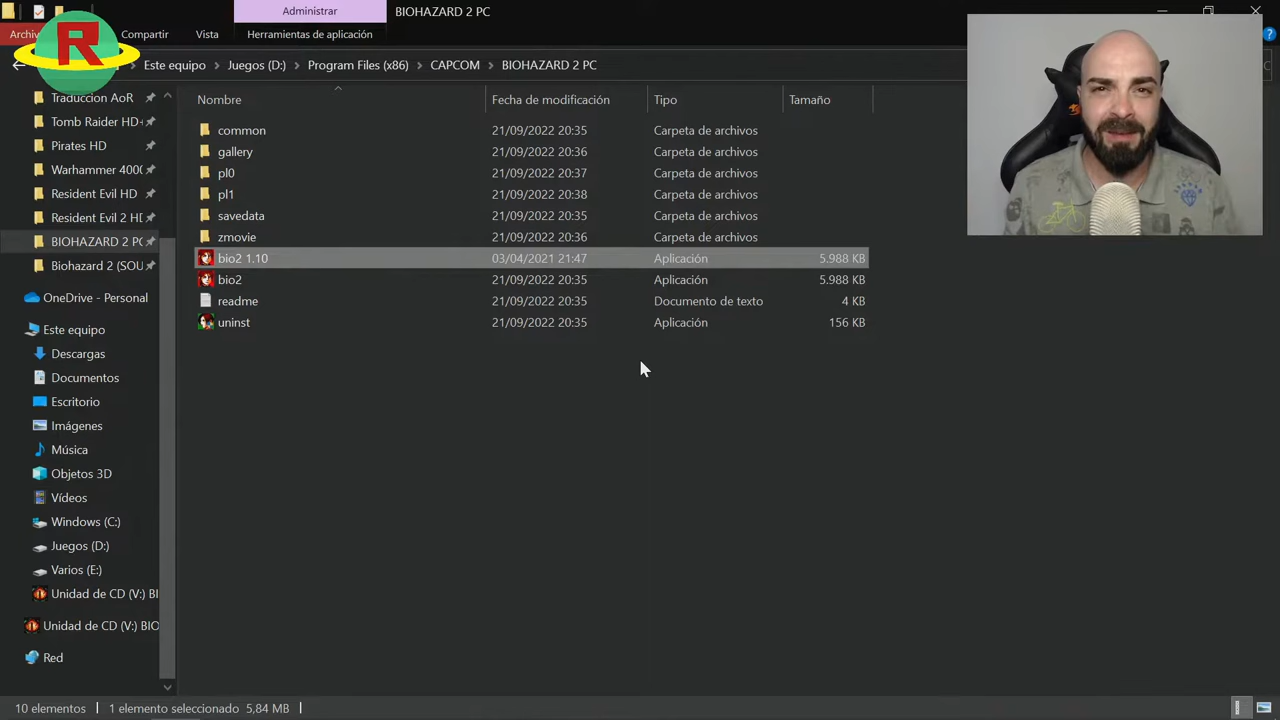 Administrar
BIOHAZARD 2 PC
Archivo Compartir Vista Herramientas de aplicación
R
Este equipo > Juegos (D:) > Program Files (x86) > CAPCOM > BIOHAZARD 2 PC
Nombre Fecha de modificación Tipo Tamaño
common 21/09/2022 20:35 Carpeta de archivos
gallery 21/09/2022 20:36 Carpeta de archivos
pl0 21/09/2022 20:37 Carpeta de archivos
pl1 21/09/2022 20:38 Carpeta de archivos
savedata 21/09/2022 20:35 Carpeta de archivos
zmovie 21/09/2022 20:36 Carpeta de archivos
bio2 1.10 03/04/2021 21:47 Aplicación 5.988 KB
bio2 21/09/2022 20:35 Aplicación 5.988 KB
readme 21/09/2022 20:35 Documento de texto 4 KB
uninst 21/09/2022 20:35 Aplicación 156 KB
Traduccion AoR
Tomb Raider HD+
Pirates HD
Warhammer 4000
Resident Evil HD
Resident Evil 2 HD
BIOHAZARD 2 PC
Biohazard 2 (SOU
OneDrive - Personal
Este equipo
Descargas
Documentos
Escritorio
Imágenes
Música
Objetos 3D
Vídeos
Windows (C:)
Juegos (D:)
Varios (E:)
Unidad de CD (V:) BI
Unidad de CD (V:) BIO
Red
10 elementos 1 elemento seleccionado 5,84 MB